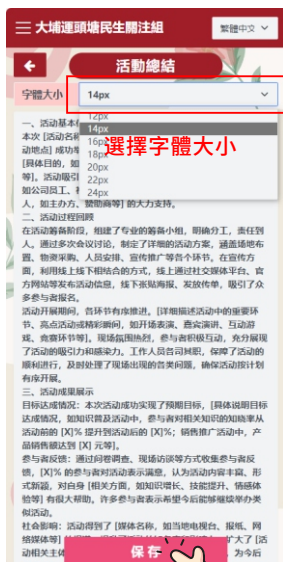 大埔運頭塘民生關注組
繁體中文
活動總結
字體大小
14px
12px
14px
16px
18px
20px
22px
24px
選擇字體大小
一、活动基本
本次 [活动名称
动地点] 成功举
[具体目的，如
等]。活动吸引
如公司员工、社
人，如主办方、赞助商等] 的大力支持。
二、活动过程回顾
在活动筹备阶段，组建了专业的筹备小组，明确分工，责任到
人。通过多次会议讨论，制定了详细的活动方案，涵盖场地布
置、物资采购、人员安排、宣传推广等各个环节。在宣传方
面，利用线上线下相结合的方式，线上通过社交媒体平台、官
方网站等发布活动信息，线下张贴海报、发放传单，吸引了众
多参与者报名。
活动开展期间，各环节有序推进。[详细描述活动中的重要环
节、亮点活动或精彩瞬间，如开场表演、嘉宾演讲、互动游
戏、竞赛环节等]。现场氛围热烈，参与者积极互动，充分展现
了活动的吸引力和感染力。工作人员各司其职，保障了活动的
顺利进行，及时处理了现场出现的各类问题，确保活动按计划
有序开展。
三、活动成果展示
目标达成情况：本次活动成功实现了预期目标，[具体说明目标
达成情况，如知识普及活动中，参与者对相关知识的知晓率从
活动前的 [X]% 提升到活动后的 [X]%；销售推广活动中，产
品销售额达到 [X] 元等]。
参与者反馈：通过问卷调查、现场访谈等方式收集参与者反
馈，[X]% 的参与者对活动表示满意，认为活动内容丰富、形
式新颖，对自身 [相关方面，如知识增长、技能提升、情感体
验等] 有很大帮助。许多参与者表示希望今后能够继续举办类
似活动。
社会影响：活动得到了 [媒体名称，如当地电视台、报纸、网
络媒体等]
扩大了 [活
动相关主体
为今后
保存